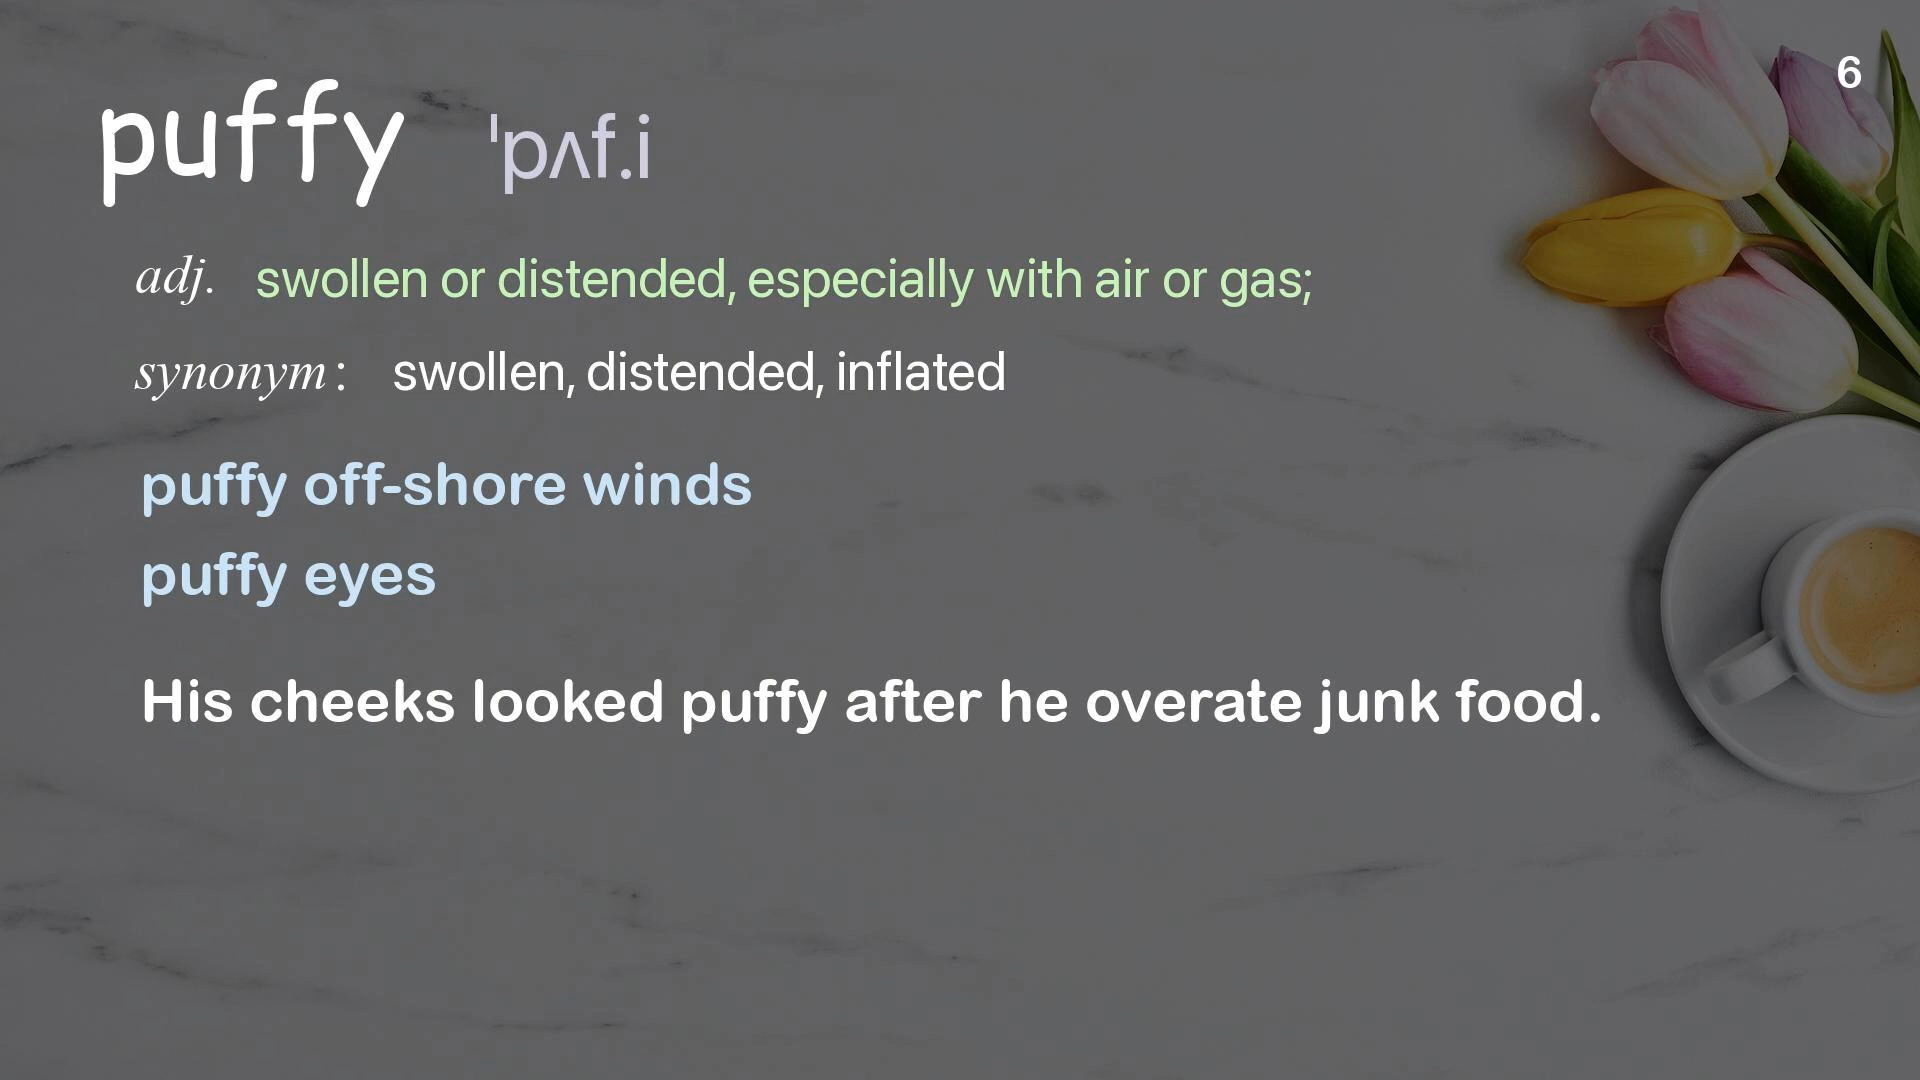 6
puffy ˈpʌf.i
adj. swollen or distended, especially with air or gas;
synonym : swollen, distended, inflated
puffy off-shore winds
puffy eyes
His cheeks looked puffy after he overate junk food.